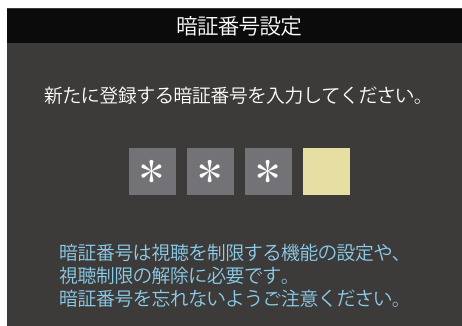 暗証番号設定
新たに登録する暗証番号を入力してください。
＊ ＊ ＊
暗証番号は視聴を制限する機能の設定や、
視聴制限の解除に必要です。
暗証番号を忘れないようご注意ください。